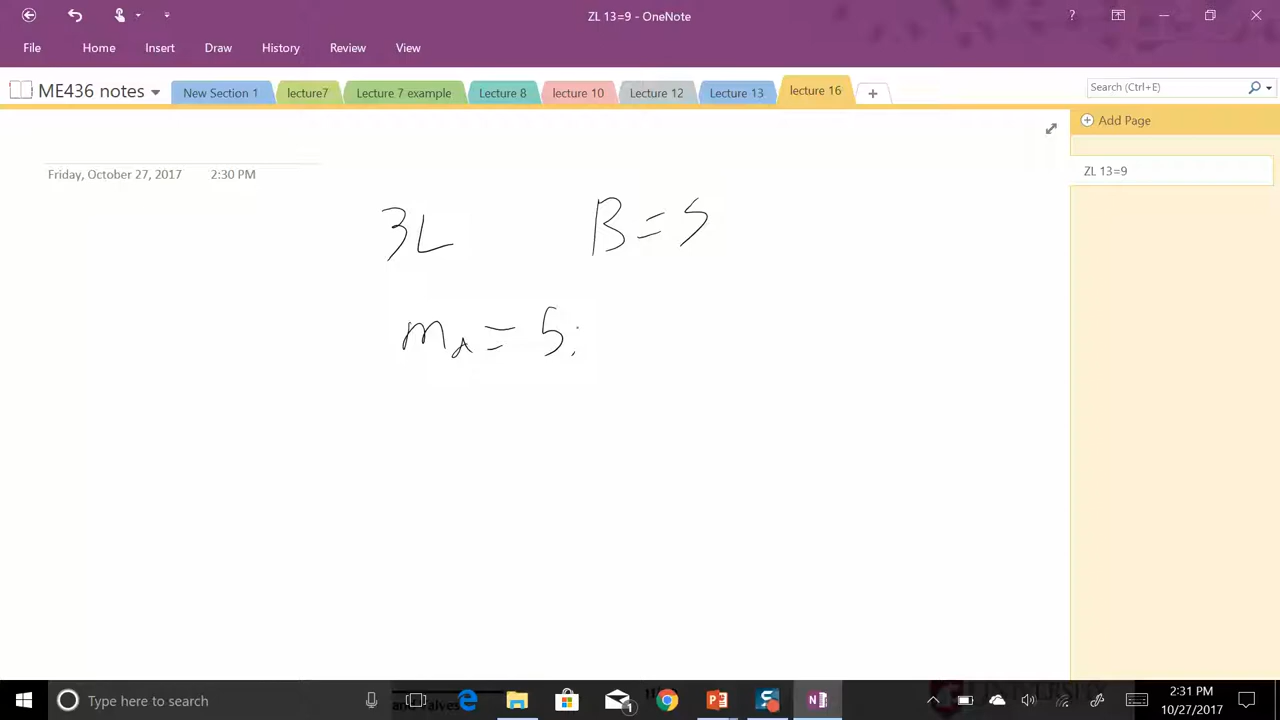 ZL 13=9 - OneNote
File Home Insert Draw History Review View
ME436 notes New Section 1 lecture7 Lecture 7 example Lecture 8 lecture 10 Lecture 12 Lecture 13 lecture 16 Search (Ctrl+E)
Add Page
ZL 13=9
Friday, October 27, 2017 2:30 PM
3L B = 5
mA = 5.
Type here to search
and valves
1
2:31 PM
10/27/2017